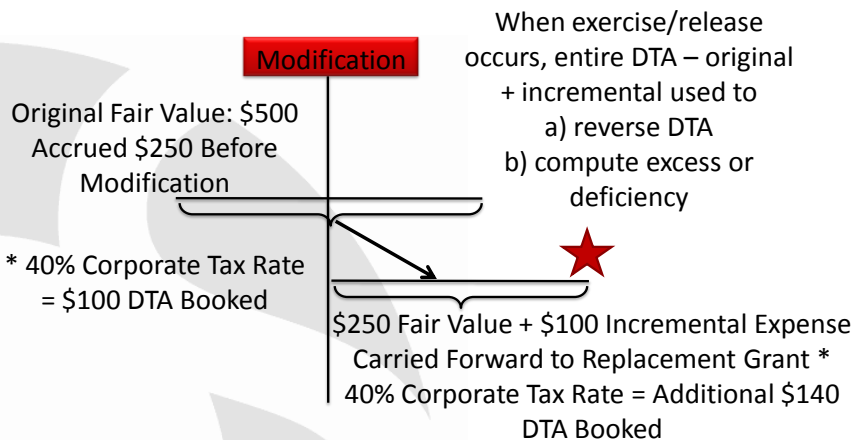 Modification
Original Fair Value: $500
Accrued $250 Before
Modification
* 40% Corporate Tax Rate
= $100 DTA Booked
When exercise/release
occurs, entire DTA – original
+ incremental used to
a) reverse DTA
b) compute excess or
deficiency
$250 Fair Value + $100 Incremental Expense
Carried Forward to Replacement Grant *
40% Corporate Tax Rate = Additional $140
DTA Booked